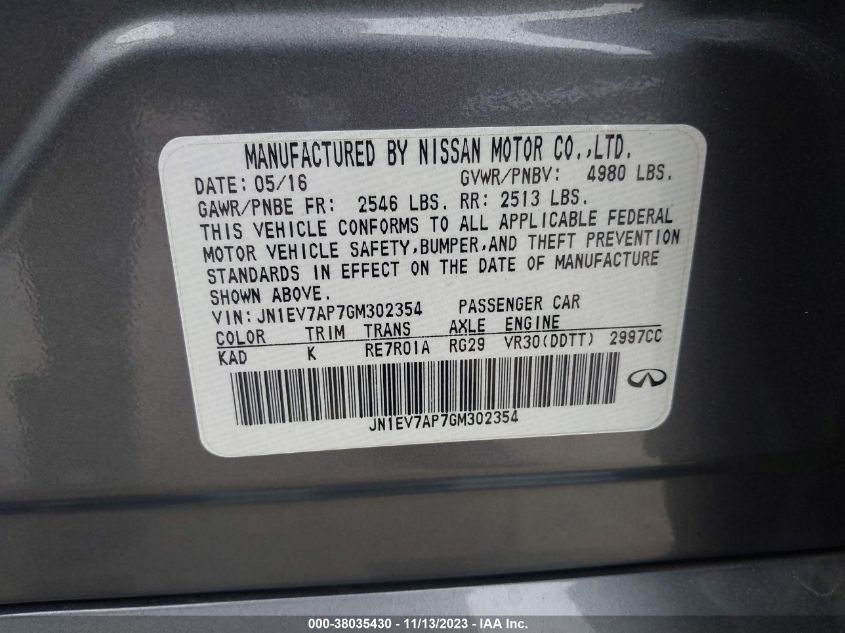 MANUFACTURED BY NISSAN MOTOR CO.,LTD.
DATE: 05/16 GVWR/PNBV: 4980 LBS.
GAWR/PNBE FR: 2546 LBS. RR: 2513 LBS.
THIS VEHICLE CONFORMS TO ALL APPLICABLE FEDERAL
MOTOR VEHICLE SAFETY,BUMPER,AND THEFT PREVENTION
STANDARDS IN EFFECT ON THE DATE OF MANUFACTURE
SHOWN ABOVE.
VIN:JN1EV7AP7GM302354 PASSENGER CAR
COLOR TRIM TRANS AXLE ENGINE
KAD K RE7R01A RG29 VR30(DDTT) 2997CC
JN1EV7AP7GM302354
000-38035430 - 11/13/2023 - IAA Inc.